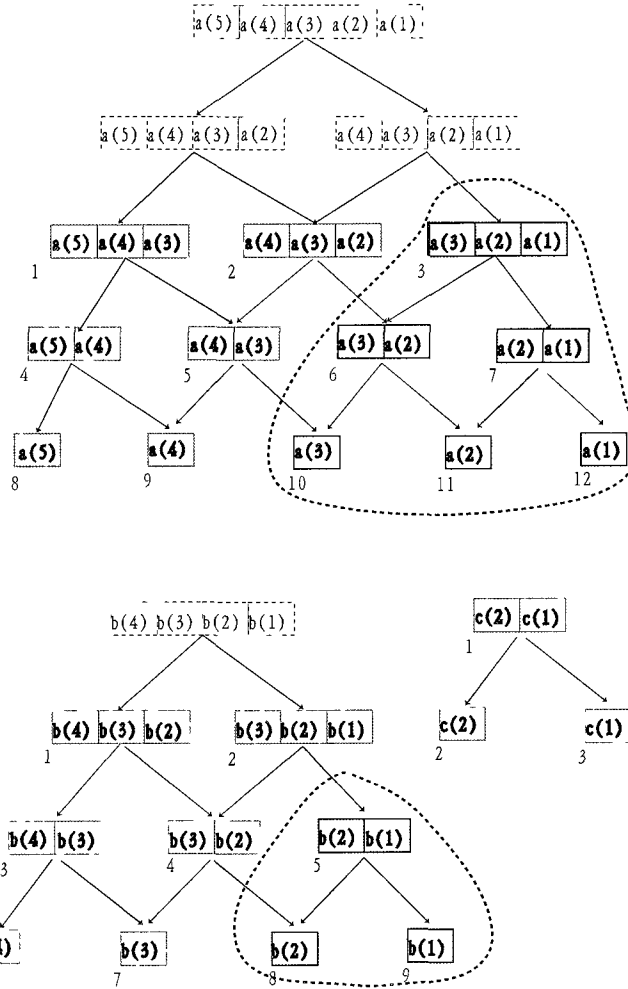 a(5) a(4) a(3) a(2) a(1)
a(5) a(4) a(3) a(2) a(4) a(3) a(2) a(1)
a(5) a(4) a(3) a(4) a(3) a(2) a(3) a(2) a(1)
1 2 3
a(5) a(4) a(4) a(3) a(3) a(2) a(2) a(1)
4 5 6 7
a(5) a(4) a(3) a(2) a(1)
8 9 10 11 12
b(4) b(3) b(2) b(1) c(2) c(1)
1
b(4) b(3) b(2) b(3) b(2) b(1) c(2) c(1)
1 2 2 3
b(4) b(3) b(3) b(2) b(2) b(1)
3 4 5
b(3) b(2) b(1)
7 8 9